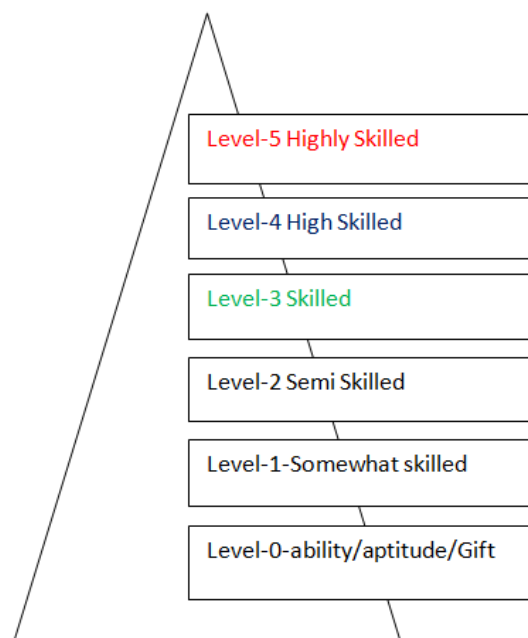 Level-5 Highly Skilled
Level-4 High Skilled
Level-3 Skilled
Level-2 Semi Skilled
Level-1-Somewhat skilled
Level-0-ability/aptitude/Gift